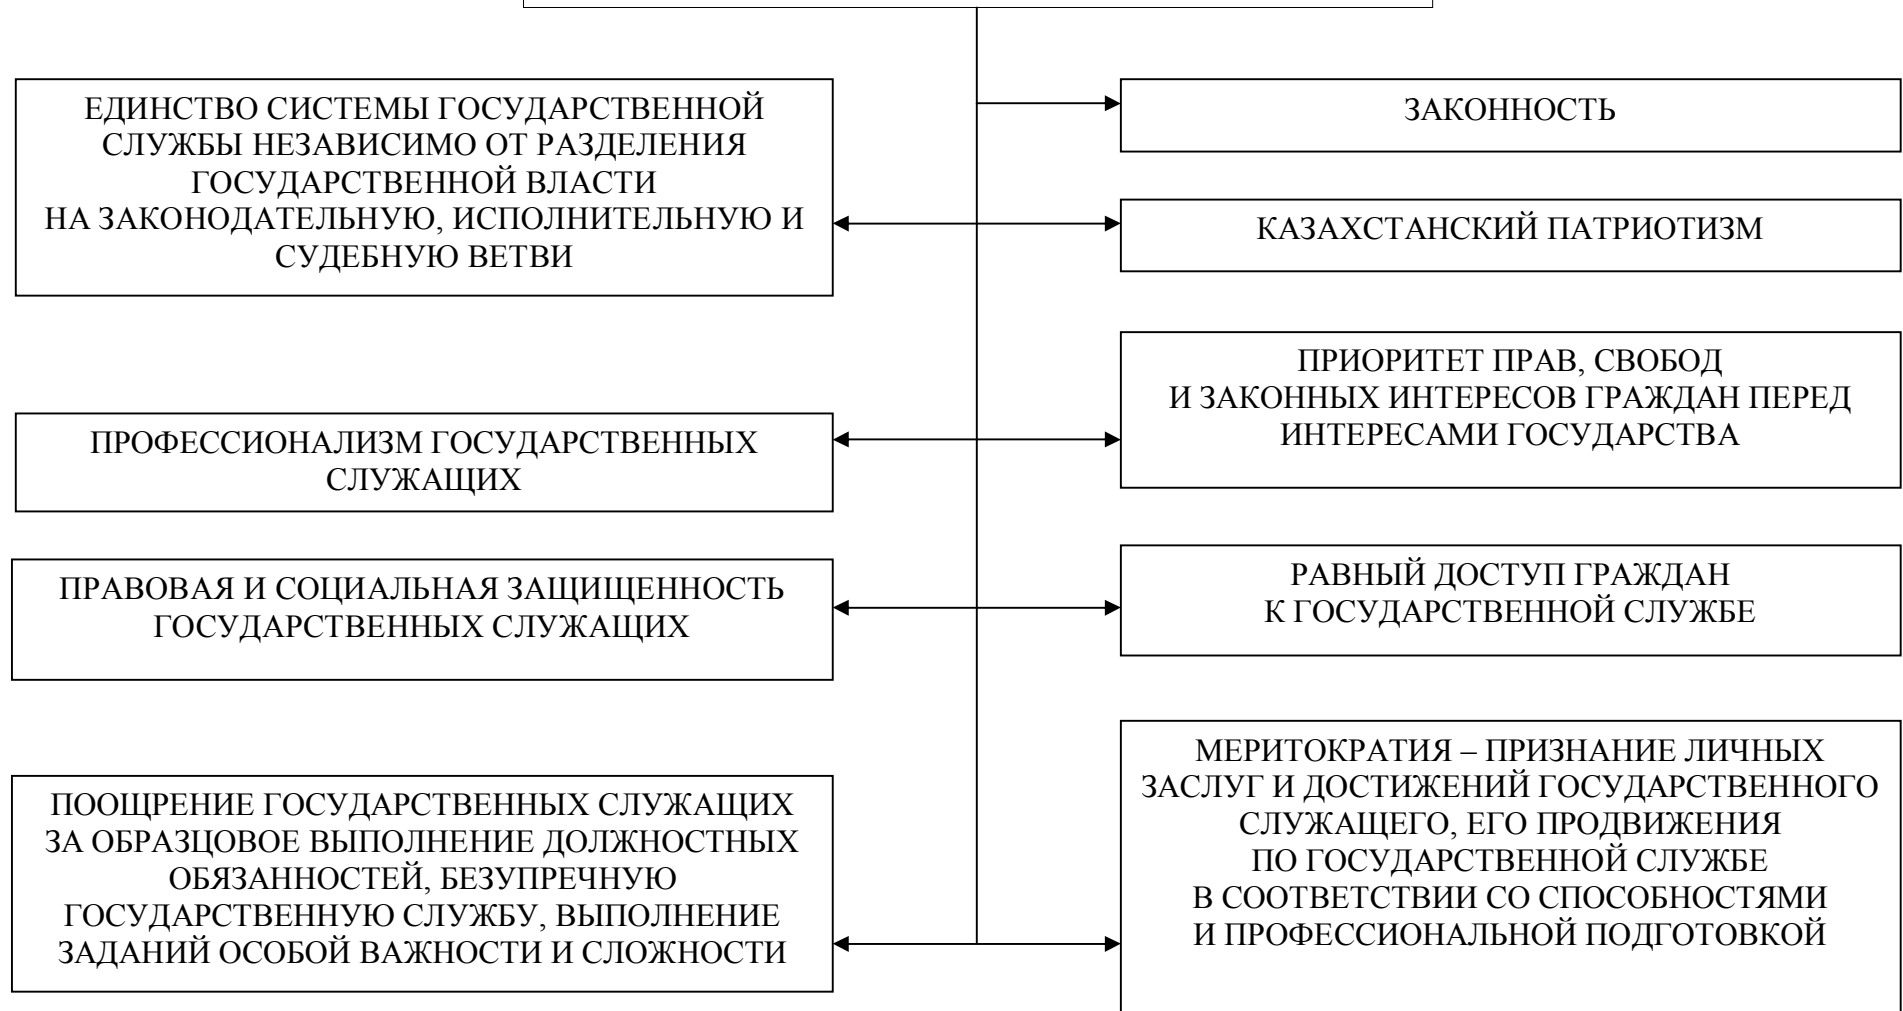 ЕДИНСТВО СИСТЕМЫ ГОСУДАРСТВЕННОЙ
СЛУЖБЫ НЕЗАВИСИМО ОТ РАЗДЕЛЕНИЯ
ГОСУДАРСТВЕННОЙ ВЛАСТИ
НА ЗАКОНОДАТЕЛЬНУЮ, ИСПОЛНИТЕЛЬНУЮ И
СУДЕБНУЮ ВЕТВИ
ЗАКОННОСТЬ
КАЗАХСТАНСКИЙ ПАТРИОТИЗМ
ПРОФЕССИОНАЛИЗМ ГОСУДАРСТВЕННЫХ
СЛУЖАЩИХ
ПРИОРИТЕТ ПРАВ, СВОБОД
И ЗАКОННЫХ ИНТЕРЕСОВ ГРАЖДАН ПЕРЕД
ИНТЕРЕСАМИ ГОСУДАРСТВА
ПРАВОВАЯ И СОЦИАЛЬНАЯ ЗАЩИЩЕННОСТЬ
ГОСУДАРСТВЕННЫХ СЛУЖАЩИХ
РАВНЫЙ ДОСТУП ГРАЖДАН
К ГОСУДАРСТВЕННОЙ СЛУЖБЕ
ПООЩРЕНИЕ ГОСУДАРСТВЕННЫХ СЛУЖАЩИХ
ЗА ОБРАЗЦОВОЕ ВЫПОЛНЕНИЕ ДОЛЖНОСТНЫХ
ОБЯЗАННОСТЕЙ, БЕЗУПРЕЧНУЮ
ГОСУДАРСТВЕННУЮ СЛУЖБУ, ВЫПОЛНЕНИЕ
ЗАДАНИЙ ОСОБОЙ ВАЖНОСТИ И СЛОЖНОСТИ
МЕРИТОКРАТИЯ – ПРИЗНАНИЕ ЛИЧНЫХ
ЗАСЛУГ И ДОСТИЖЕНИЙ ГОСУДАРСТВЕННОГО
СЛУЖАЩЕГО, ЕГО ПРОДВИЖЕНИЯ
ПО ГОСУДАРСТВЕННОЙ СЛУЖБЕ
В СООТВЕТСТВИИ СО СПОСОБНОСТЯМИ
И ПРОФЕССИОНАЛЬНОЙ ПОДГОТОВКОЙ